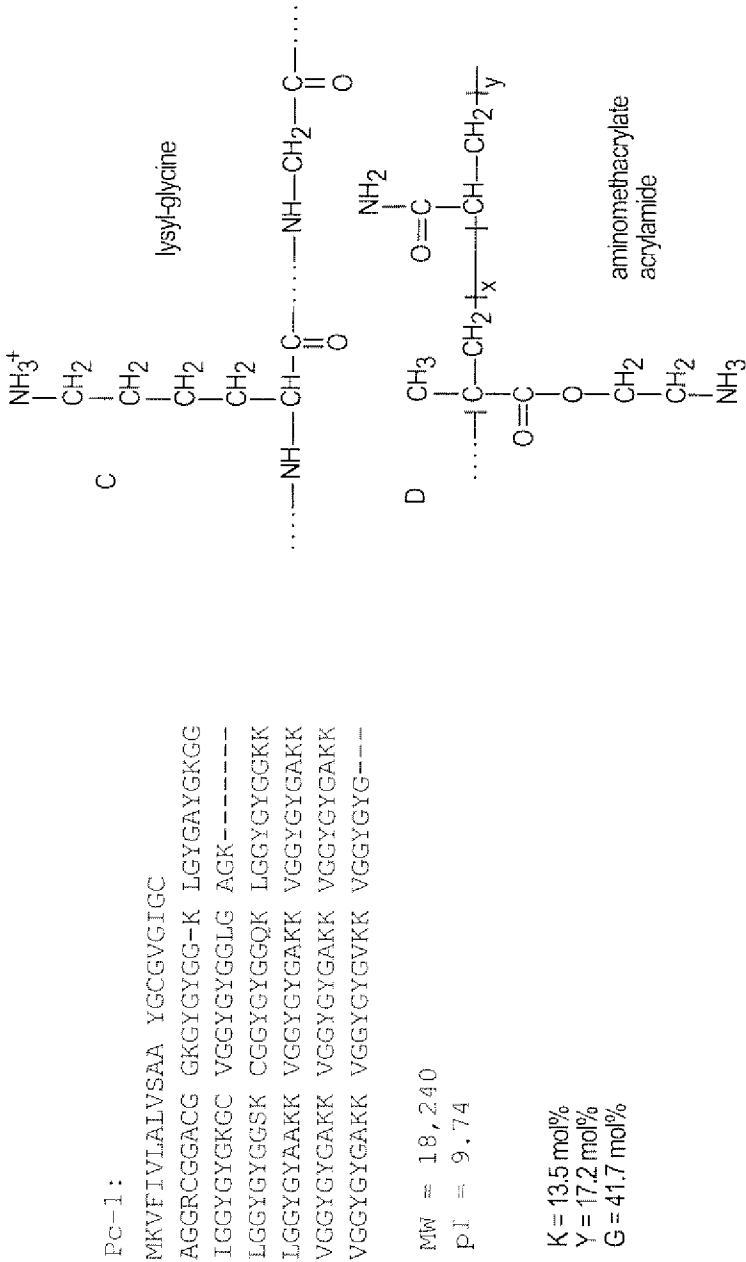 Pc-1:
MKVFIVLALVSAA YGCGVGIGC
AGGRCGGACG GKGYGYGG-K LGYGAYGKGG
IGGYGYGKGC VGGYGYGGLG AGK-------
LGGYGYGGSK CGGYGYGGQK LGGYGYGGKK
LGGYGYAAKK VGGYGYGAKK VGGYGYGAKK
VGGYGYGAKK VGGYGYGAKK VGGYGYGAKK
VGGYGYGAKK VGGYGYGVKK VGGYGYG---
MW = 18,240
pI = 9.74
K = 13.5 mol%
Y = 17.2 mol%
G = 41.7 mol%
C
NH3+
CH2
CH2
CH2
CH2
.....—NH—CH—C.....—NH—CH2—C—.....
O
O
lysyl-glycine
D
CH3
NH2
O=C
.....—C—CH2—x—CH—CH2—y
O=C
O
CH2
CH2
NH3
aminomethacrylate
acrylamide